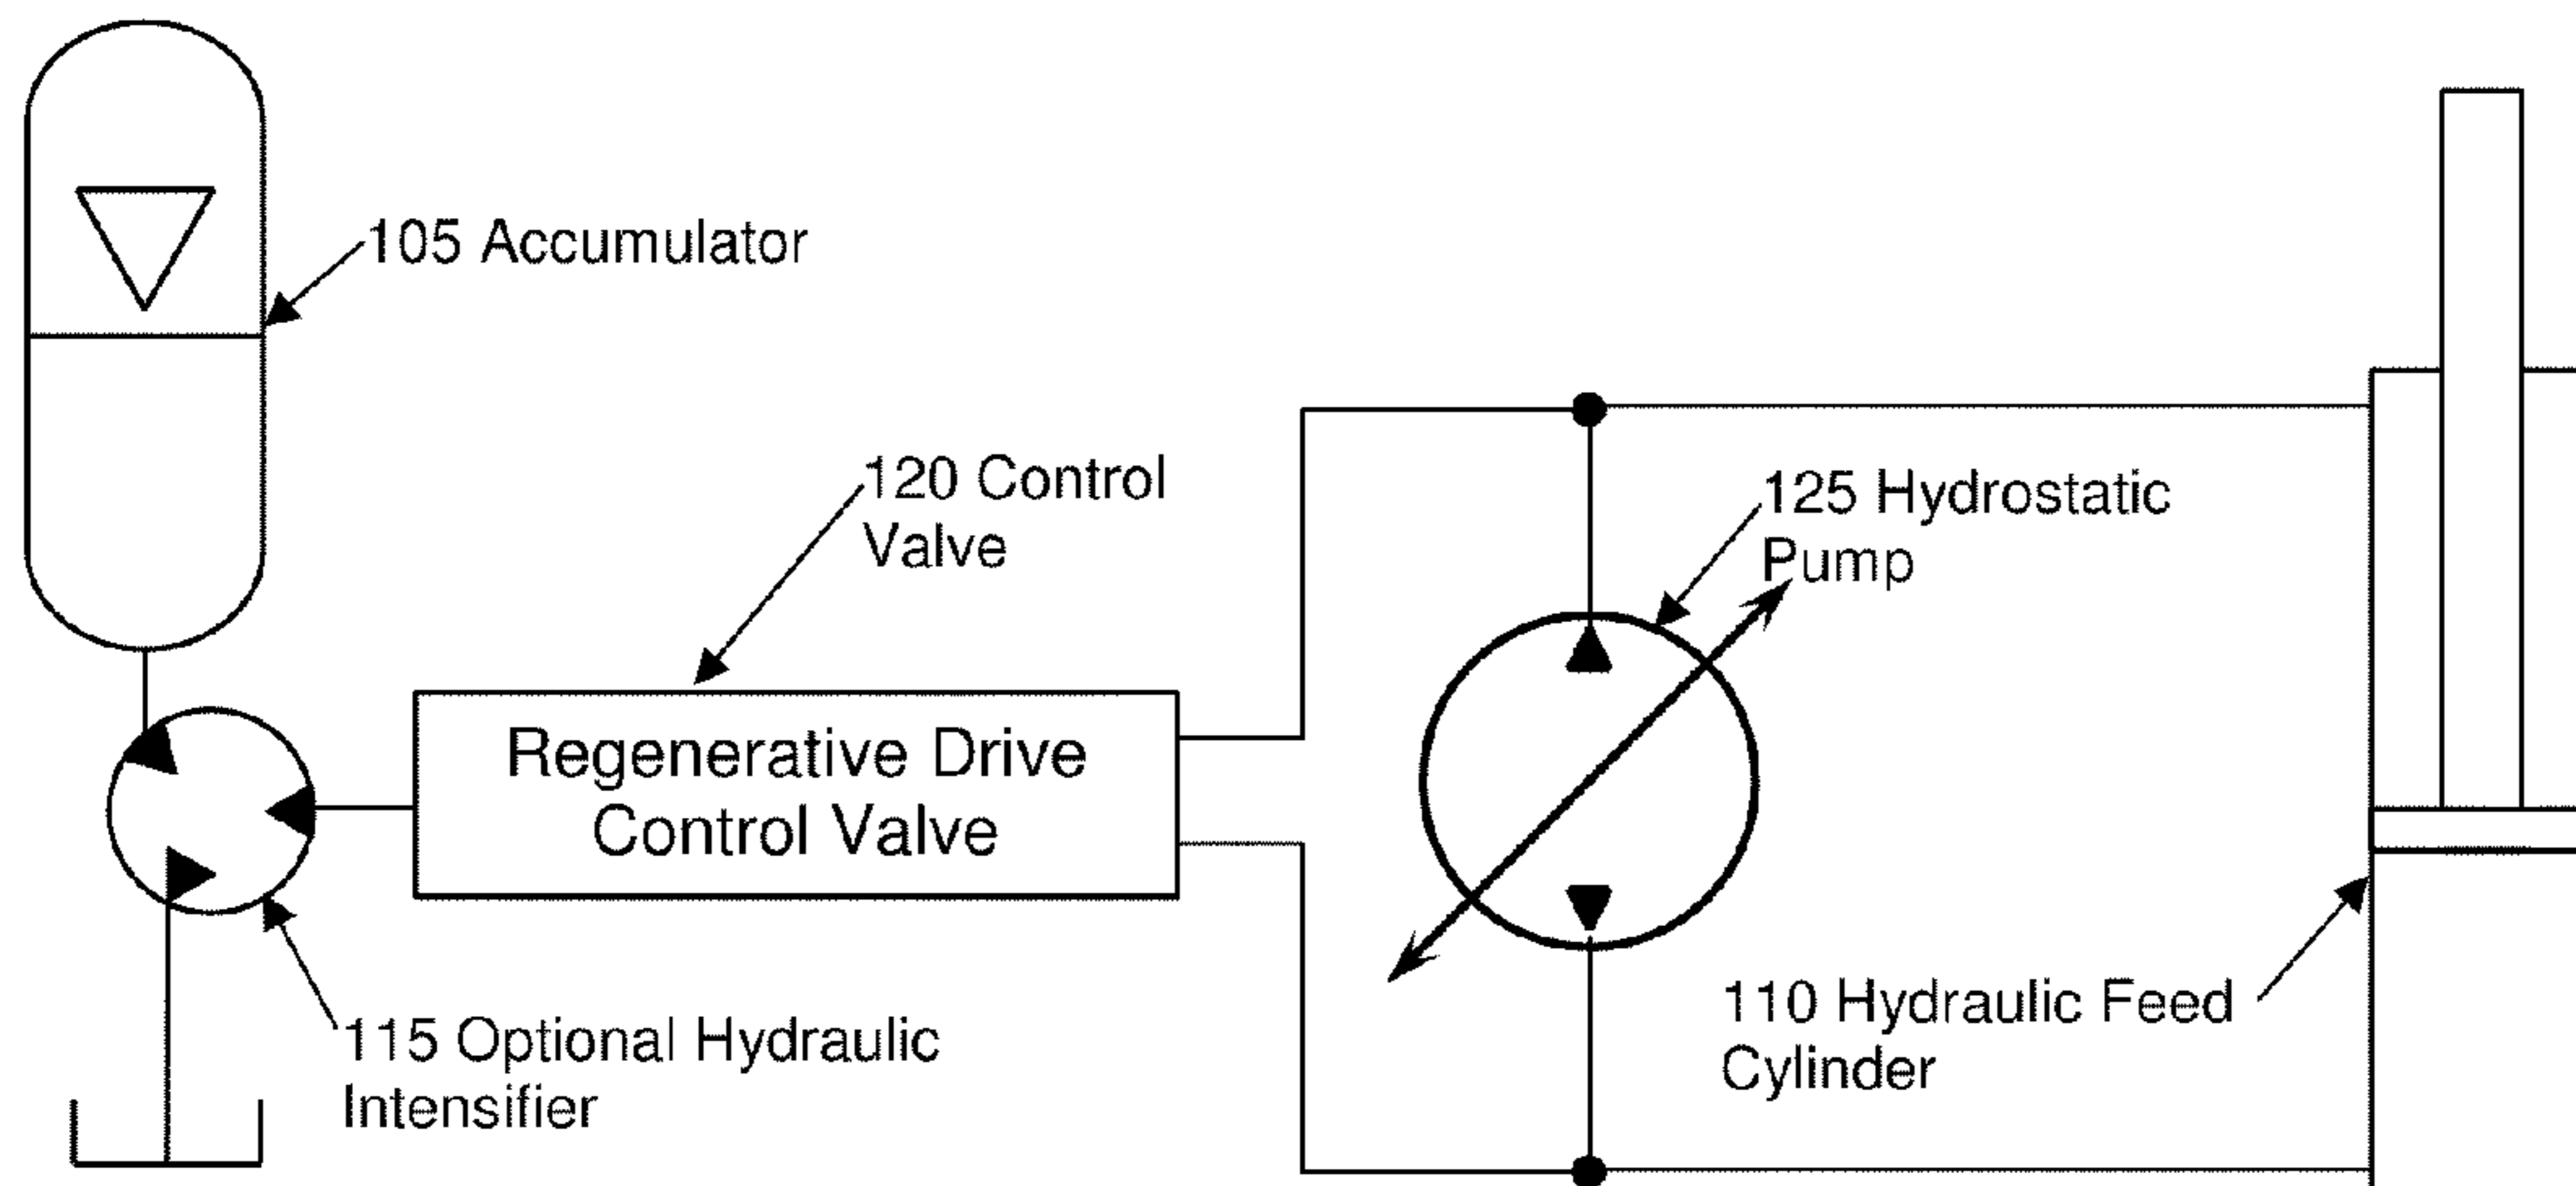 105 Accumulator
120 Control
Valve
125 Hydrostatic
Pump
Regenerative Drive
Control Valve
110 Hydraulic Feed
Cylinder
115 Optional Hydraulic
Intensifier